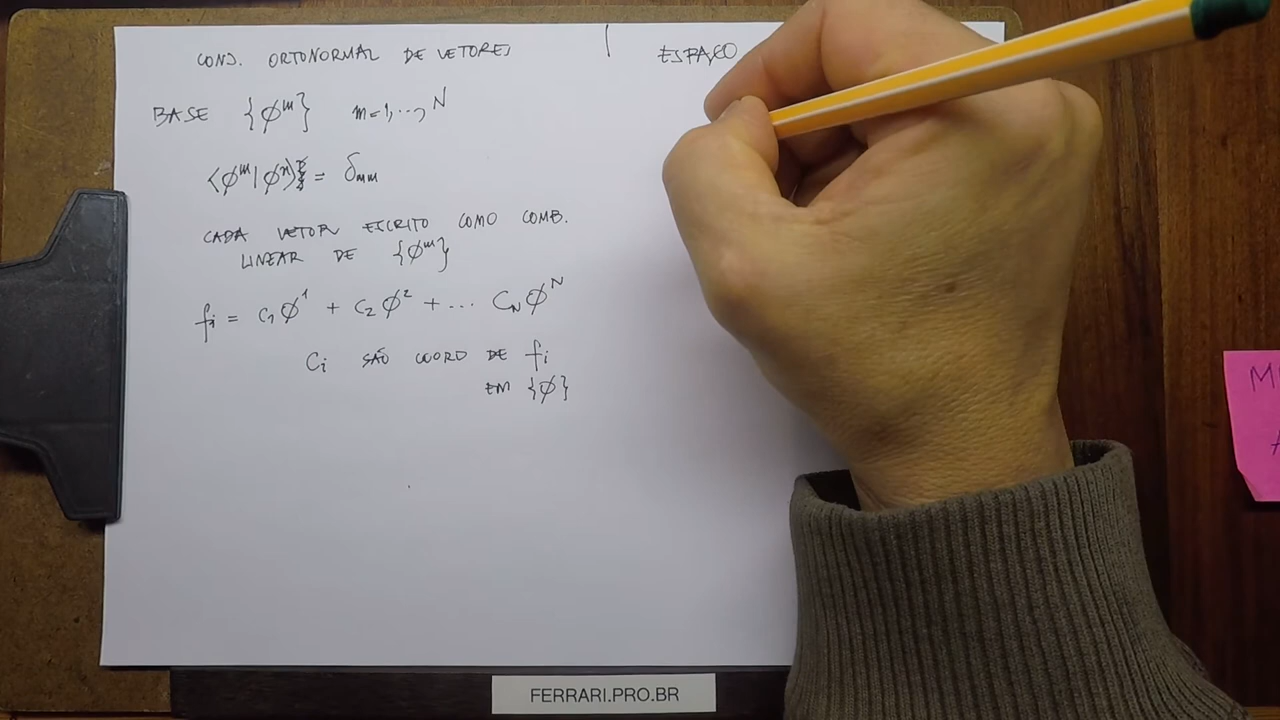 CONJ. ORTONORMAL DE VETORES
BASE {φᵐ} m=1,...,N
⟨φᵐ|φⁿ⟩ = δₘₙ
CADA VETOR ESCRITO COMO COMB.
LINEAR DE {φᵐ}
fᵢ = c₁φ¹ + c₂φ² + ... C_Nφᴺ
Cᵢ SÃO COORD DE fᵢ
EM {φ}
ESPAÇO
FERRARI.PRO.BR